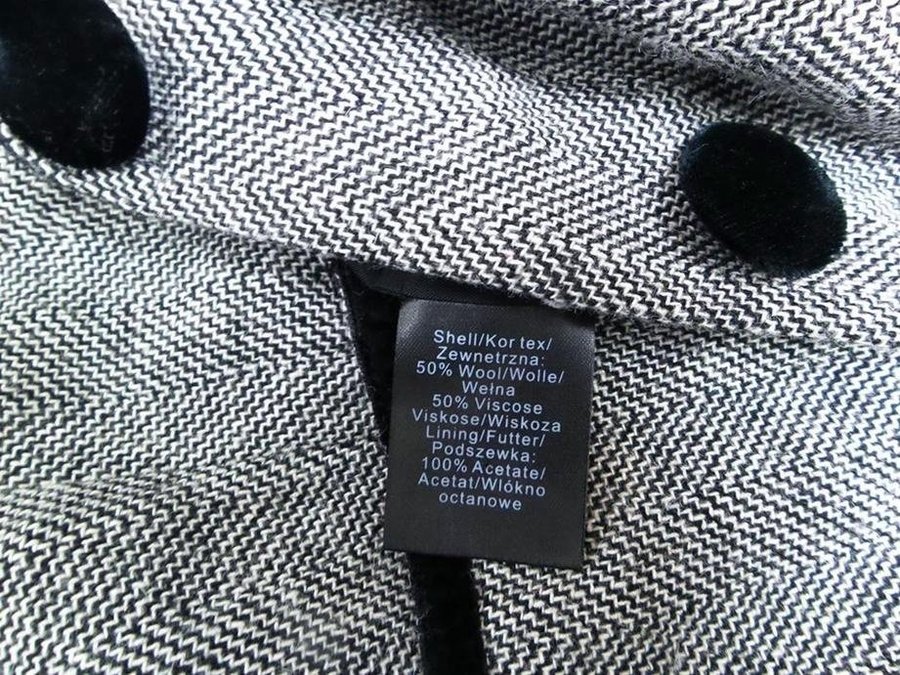 Shell/Kor tex/
Zewnetrzna:
50% Wool/Wolle/
Wełna
50% Viscose
Viskose/Wiskoza
Lining/Futter/
Podszewka:
100% Acetate/
Acetat/Wlókno
octanowe